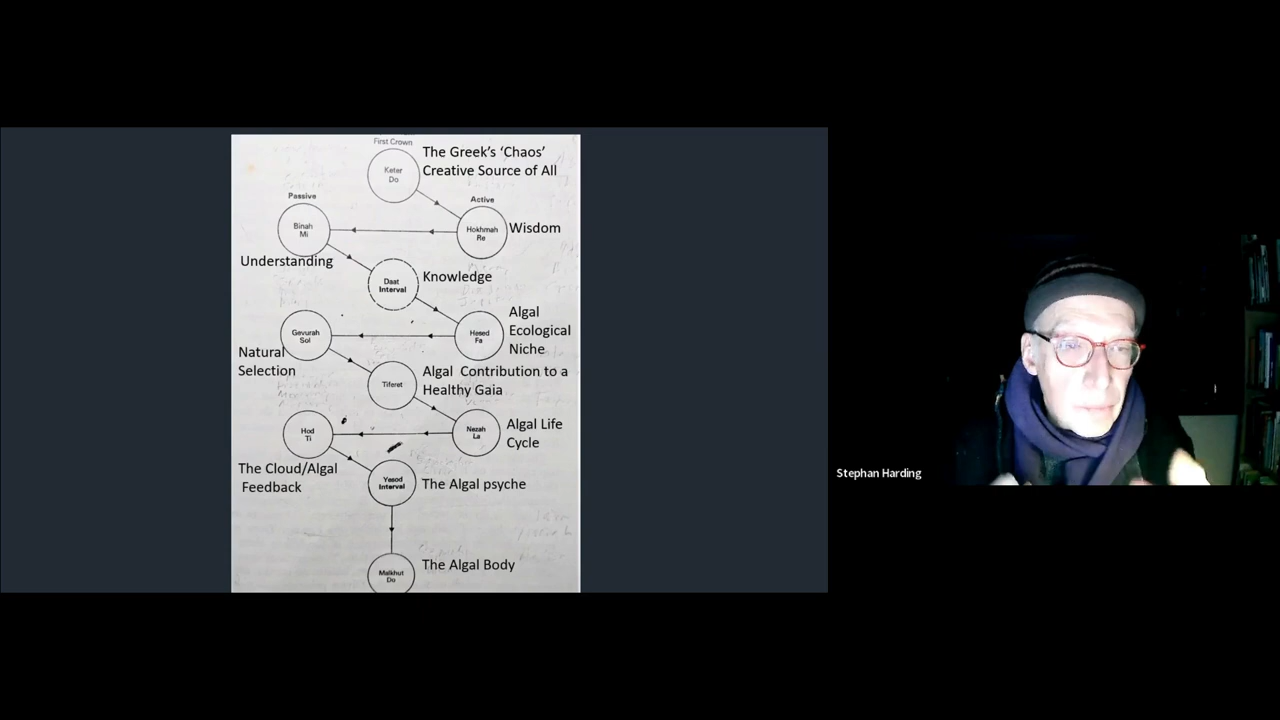 First Crown
Keter
Do
The Greek's 'Chaos'
Creative Source of All
Passive
Active
Binah
Mi
Hokhmah
Re
Wisdom
Understanding
Daat
Interval
Knowledge
Gevurah
Sol
Hesed
Fa
Algal
Ecological
Niche
Natural
Selection
Tiferet
Algal Contribution to a
Healthy Gaia
Hod
Ti
Nezah
La
Algal Life
Cycle
The Cloud/Algal
Feedback
Yesod
Interval
The Algal psyche
Malkhut
Do
The Algal Body
Stephan Harding